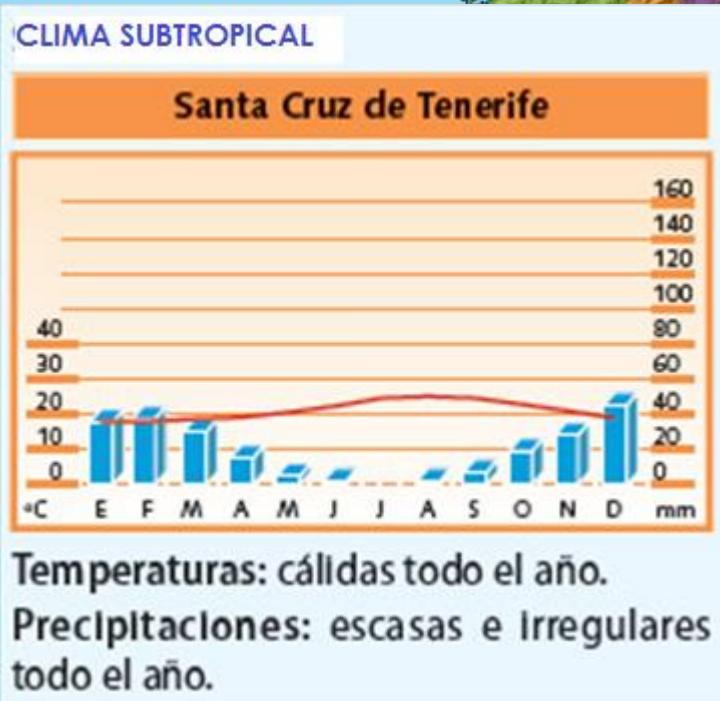 CLIMA SUBTROPICAL
Santa Cruz de Tenerife
160
140
120
100
40 80
30 60
20 40
10 20
0 0
ºC E F M A M J J A S O N D mm
Temperaturas: cálidas todo el año.
Precipitaciones: escasas e irregulares
todo el año.